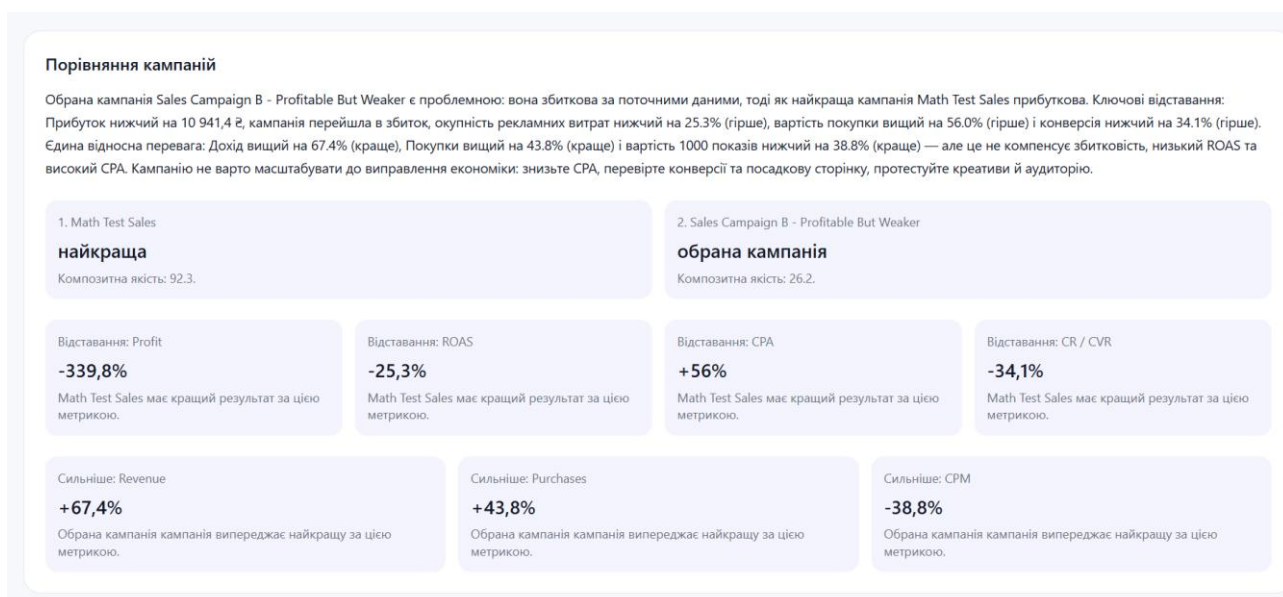 Порівняння кампаній
Обрана кампанія Sales Campaign B - Profitable But Weaker є проблемною: вона збиткова за поточними даними, тоді як найкраща кампанія Math Test Sales прибуткова. Ключові відставання:
Прибуток нижчий на 10 941,4 ₴, кампанія перейшла в збиток, окупність рекламних витрат нижчий на 25.3% (гірше), вартість покупки вищий на 56.0% (гірше) і конверсія нижчий на 34.1% (гірше).
Єдина відносна перевага: Дохід вищий на 67.4% (краще), Покупки вищий на 43.8% (краще) і вартість 1000 показів нижчий на 38.8% (краще) — але це не компенсує збитковість, низький ROAS та
високий CPA. Кампанію не варто масштабувати до виправлення економіки: знизьте CPA, перевірте конверсії та посадкову сторінку, протестуйте креативи й аудиторію.
1. Math Test Sales
найкраща
Композитна якість: 92.3.
2. Sales Campaign B - Profitable But Weaker
обрана кампанія
Композитна якість: 26.2.
Відставання: Profit
-339,8%
Math Test Sales має кращий результат за цією
метрикою.
Відставання: ROAS
-25,3%
Math Test Sales має кращий результат за цією
метрикою.
Відставання: CPA
+56%
Math Test Sales має кращий результат за цією
метрикою.
Відставання: CR / CVR
-34,1%
Math Test Sales має кращий результат за цією
метрикою.
Сильніше: Revenue
+67,4%
Обрана кампанія кампанія випереджає найкращу за цією
метрикою.
Сильніше: Purchases
+43,8%
Обрана кампанія кампанія випереджає найкращу за цією
метрикою.
Сильніше: CPM
-38,8%
Обрана кампанія кампанія випереджає найкращу за цією
метрикою.